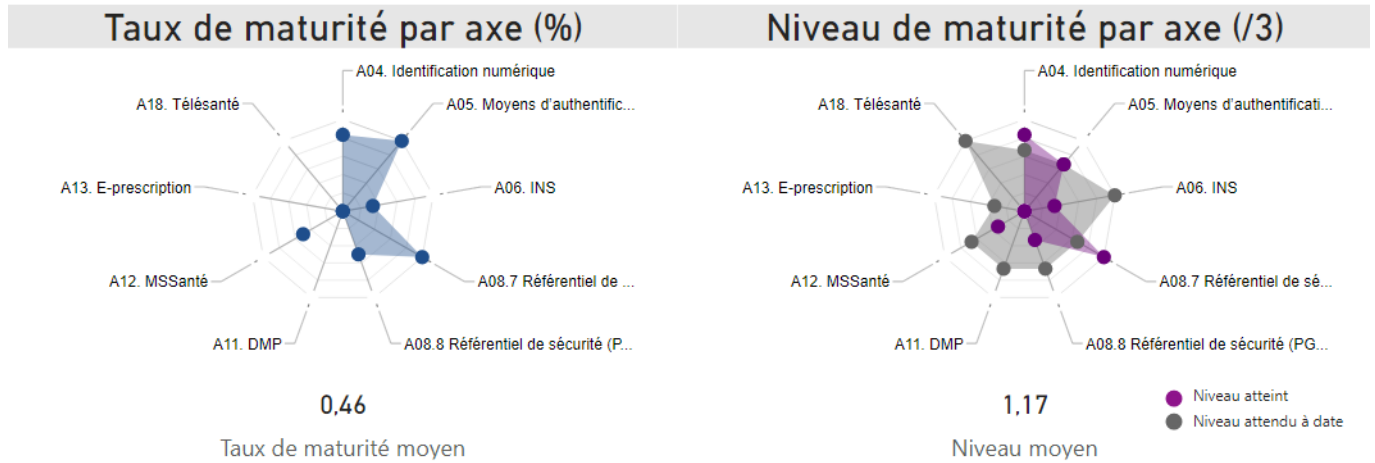 Taux de maturité par axe (%)
A04. Identification numérique
A18. Télésanté
A05. Moyens d'authentific...
A13. E-prescription
A06. INS
A12. MSSanté
A08.7 Référentiel de ...
A11. DMP
A08.8 Référentiel de sécurité (P...
0,46
Taux de maturité moyen
Niveau de maturité par axe (/3)
A04. Identification numérique
A18. Télésanté
A05. Moyens d'authentificati...
A13. E-prescription
A06. INS
A12. MSSanté
A08.7 Référentiel de sé...
A11. DMP
A08.8 Référentiel de sécurité (PG...
1,17
Niveau moyen
Niveau atteint
Niveau attendu à date